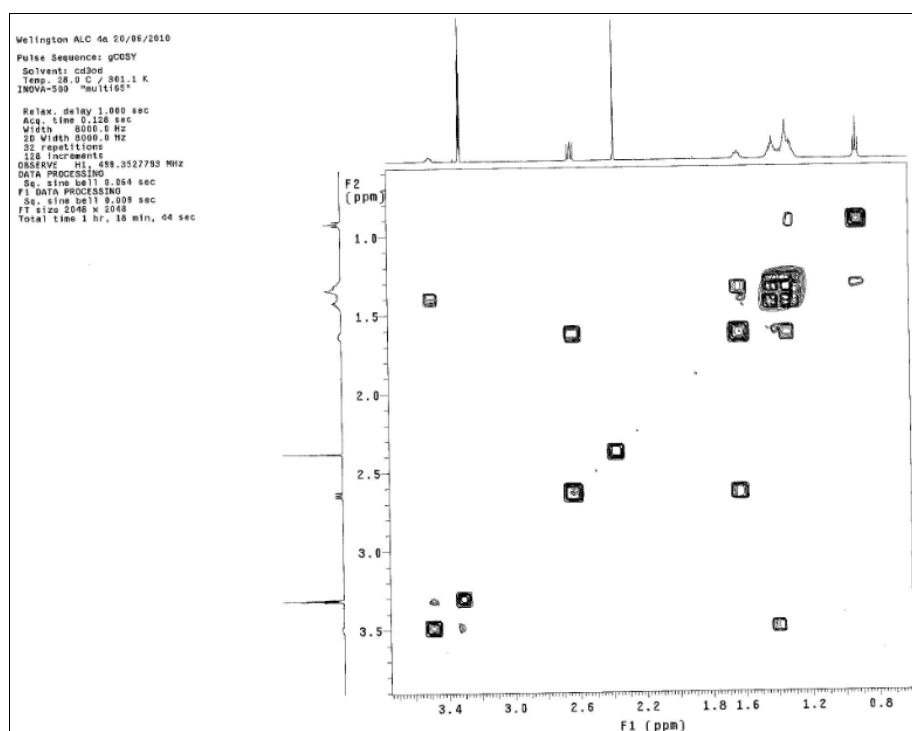 Welington ALC 4a 20/06/2010
Pulse Sequence: gCOSY
Solvent: cd3od
Temp. 28.0 C / 301.1 K
INOVA-500 "multi65"
Relax. delay 1.000 sec
Acq. time 0.128 sec
Width 8000.0 Hz
2D Width 8000.0 Hz
32 repetitions
128 increments
OBSERVE H1, 499.3527793 MHz
DATA PROCESSING
Sq. sine bell 0.064 sec
F1 DATA PROCESSING
Sq. sine bell 0.009 sec
FT size 2048 x 2048
Total time 1 hr, 18 min, 44 sec
F2
(ppm)
1.0
1.5
2.0
2.5
3.0
3.5
3.4 3.0 2.6 2.2 1.8 1.6 1.2 0.8
F1 (ppm)